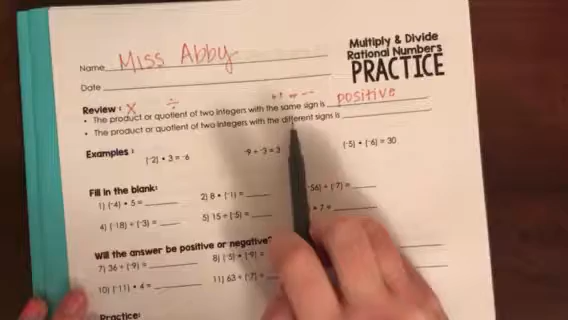 Name Miss Abby
Multiply & Divide
Rational Numbers
PRACTICE
Date
Review: X ÷
++ or --
• The product or quotient of two integers with the same sign is positive
• The product or quotient of two integers with the different signs is
Examples:
(-2) • 3 = -6
-9 ÷ -3 = 3
(-5) • (-6) = 30
Fill in the blank:
1) (-4) • 5 =
2) 8 • (-1) =
-56) ÷ (-7) =
4) (-18) ÷ (-3) =
5) 15 ÷ (-5) =
• 7 =
Will the answer be positive or negative?
7) 36 ÷ (-9) =
8) (-5) • (-9) =
10) (-11) • 4 =
11) 63 ÷ (-7) =
Practice: